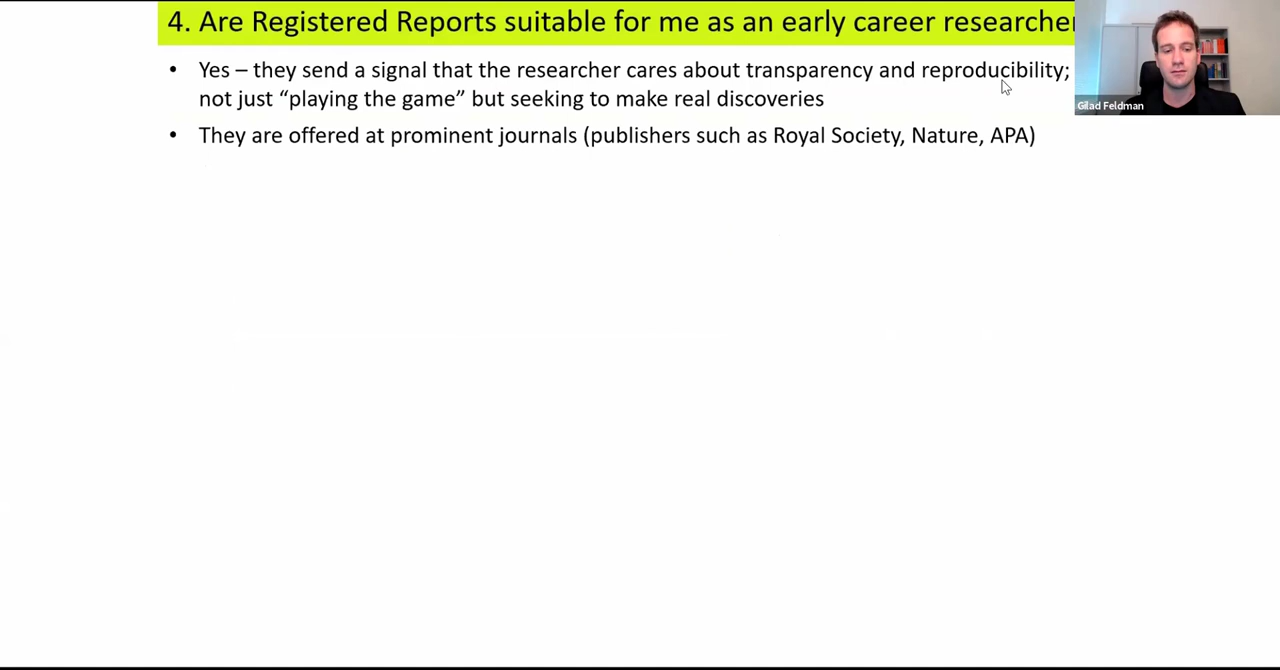 4. Are Registered Reports suitable for me as an early career researcher
• Yes – they send a signal that the researcher cares about transparency and reproducibility;
not just “playing the game” but seeking to make real discoveries
• They are offered at prominent journals (publishers such as Royal Society, Nature, APA)
Gilad Feldman